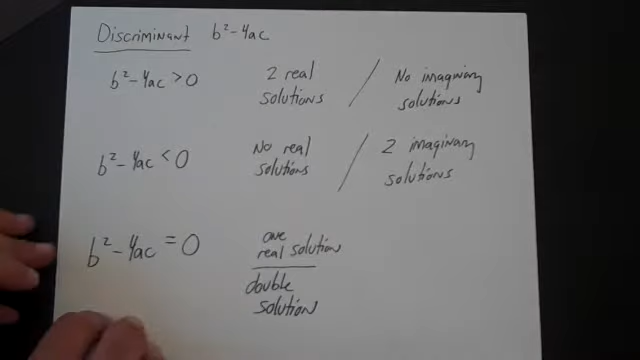 Discriminant b²-4ac
b²-4ac > 0 2 real / No imaginary
solutions solutions
b²-4ac < 0 No real / 2 imaginary
solutions solutions
b²-4ac = 0 one
real solution
double
solution